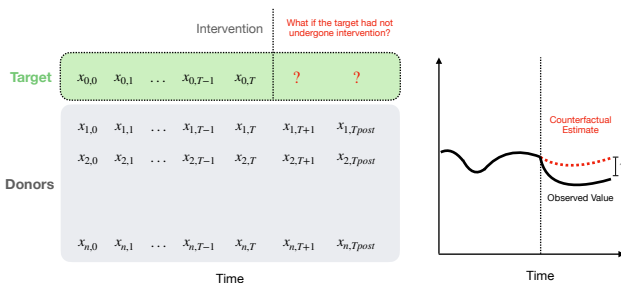 Intervention
What if the target had not
undergone intervention?
Target
x0,0 x0,1 … x0,T−1 x0,T ? ?
x1,0 x1,1 … x1,T−1 x1,T x1,T+1 x1,Tpost
x2,0 x2,1 … x2,T−1 x2,T x2,T+1 x2,Tpost
Donors
xn,0 xn,1 … xn,T−1 xn,T xn,T+1 xn,Tpost
Time
Counterfactual
Estimate
Observed Value
Time